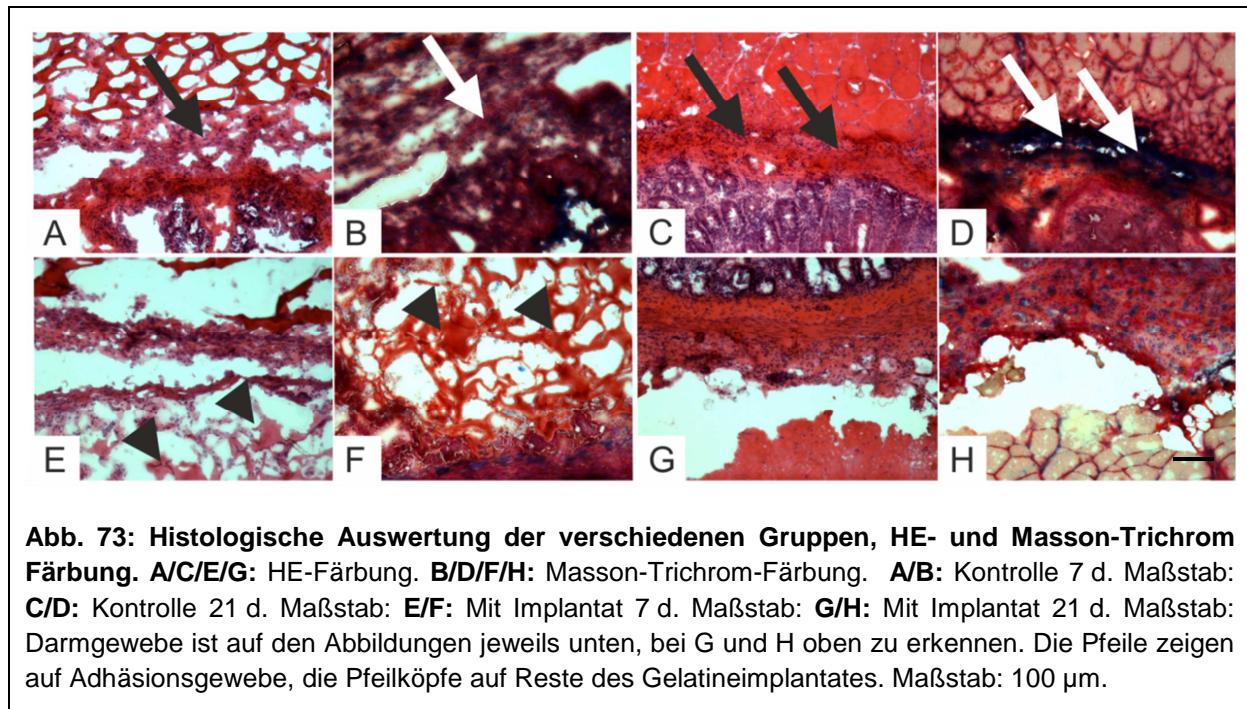 A
B
C
D
E
F
G
H
Abb. 73: Histologische Auswertung der verschiedenen Gruppen, HE- und Masson-Trichrom
Färbung. A/C/E/G: HE-Färbung. B/D/F/H: Masson-Trichrom-Färbung. A/B: Kontrolle 7 d. Maßstab:
C/D: Kontrolle 21 d. Maßstab: E/F: Mit Implantat 7 d. Maßstab: G/H: Mit Implantat 21 d. Maßstab:
Darmgewebe ist auf den Abbildungen jeweils unten, bei G und H oben zu erkennen. Die Pfeile zeigen
auf Adhäsionsgewebe, die Pfeilköpfe auf Reste des Gelatineimplantates. Maßstab: 100 µm.